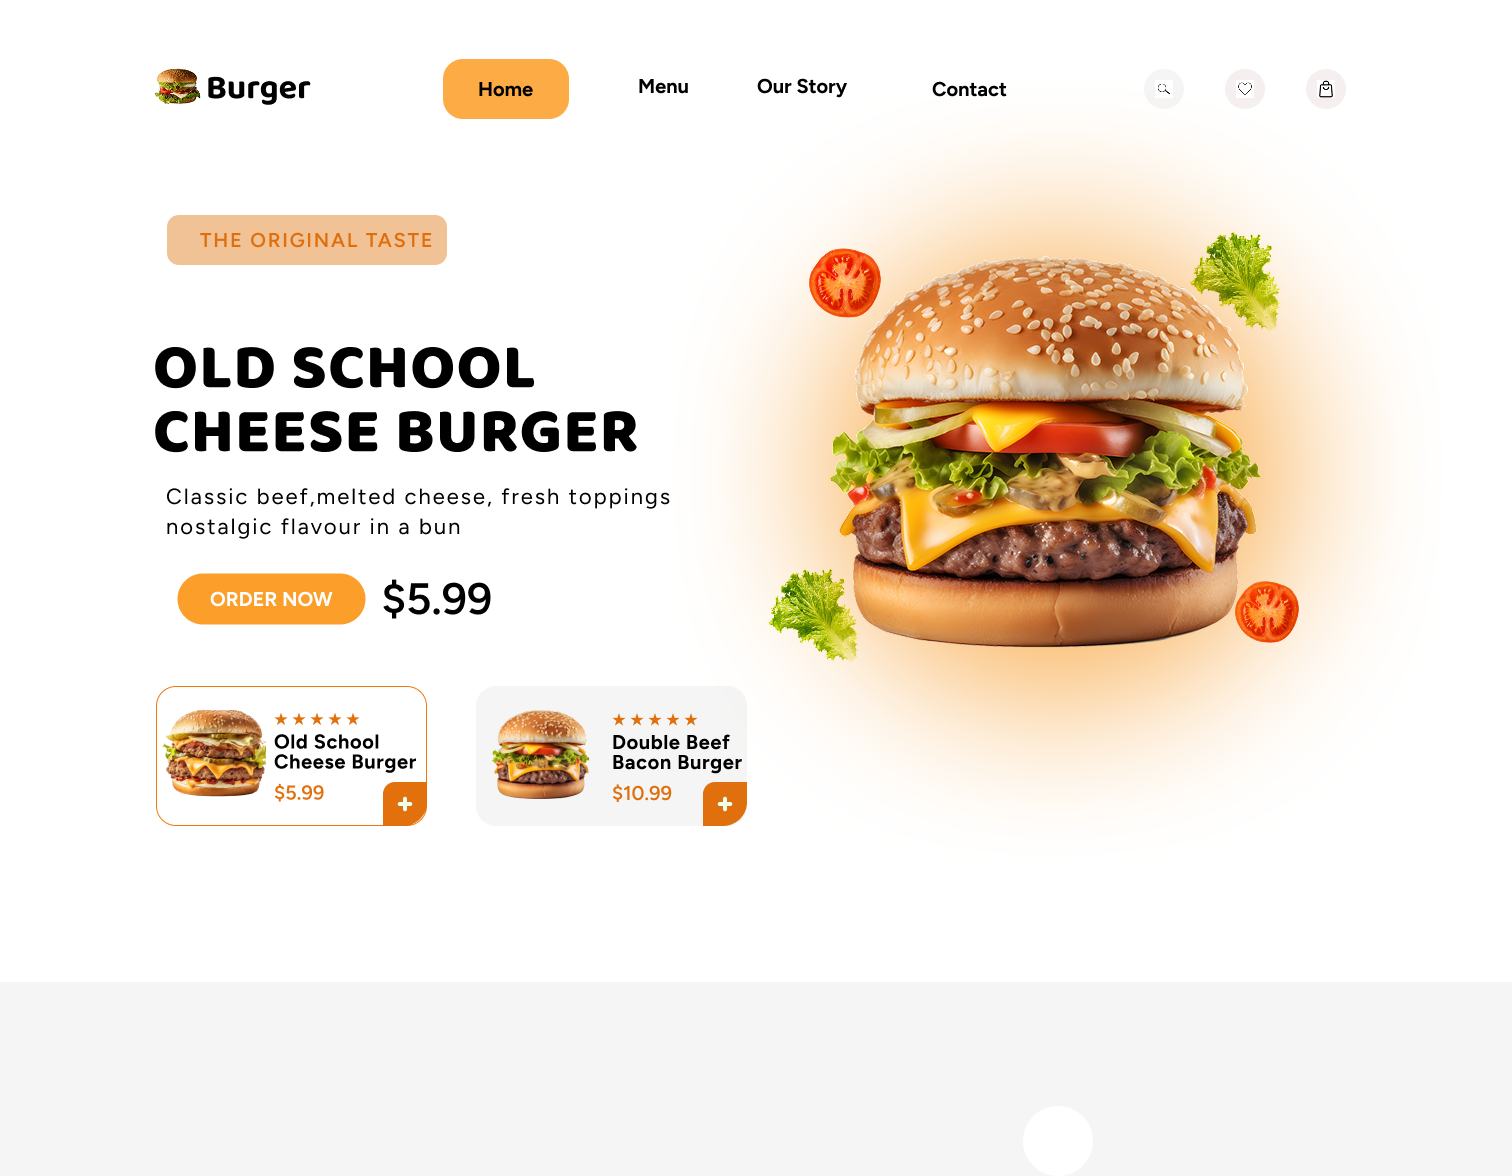 Burger
Home
Menu
Our Story
Contact
THE ORIGINAL TASTE
OLD SCHOOL
CHEESE BURGER
Classic beef,melted cheese, fresh toppings
nostalgic flavour in a bun
ORDER NOW
$5.99
★★★★★
Old School
Cheese Burger
$5.99
+
★★★★★
Double Beef
Bacon Burger
$10.99
+